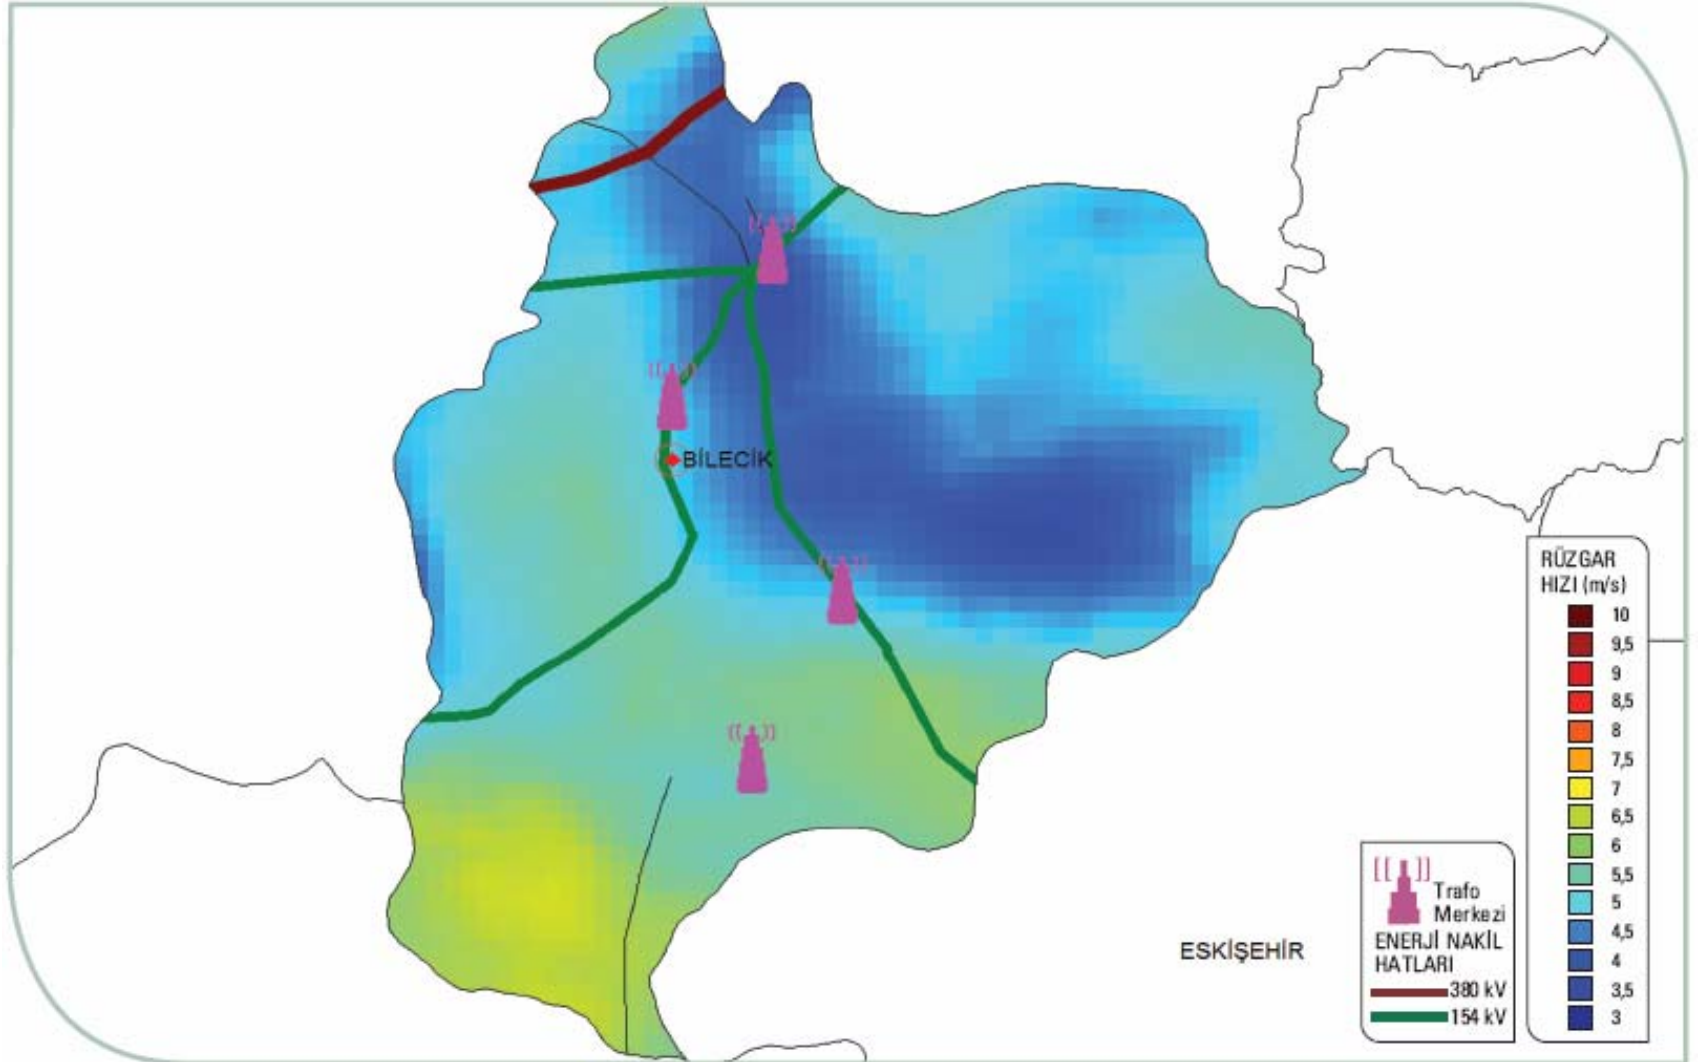 BİLECİK
ESKİŞEHİR
RÜZGAR
HIZI (m/s)
10
9,5
9
8,5
8
7,5
7
6,5
6
5,5
5
4,5
4
3,5
3
Trafo
Merkezi
ENERJİ NAKİL
HATLARI
380 kV
154 kV